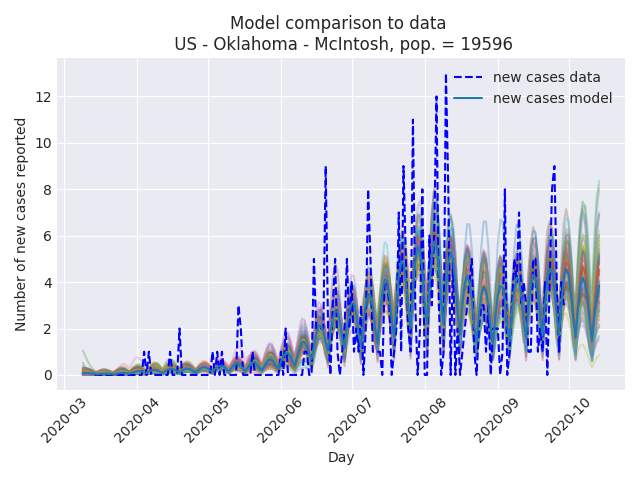 Model comparison to data
US - Oklahoma - McIntosh, pop. = 19596
new cases data
new cases model
Number of new cases reported
12
10
8
6
4
2
0
2020-03
2020-04
2020-05
2020-06
2020-07
2020-08
2020-09
2020-10
Day